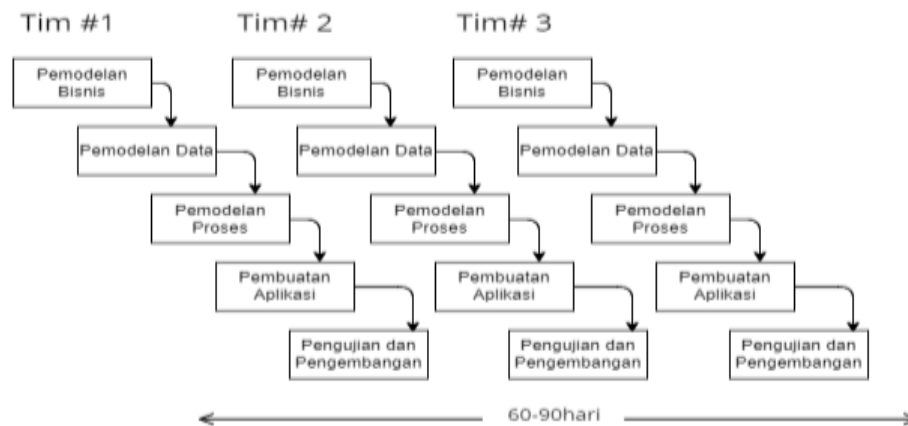 Tim #1
Tim# 2
Tim# 3
Pemodelan
Bisnis
Pemodelan
Bisnis
Pemodelan
Bisnis
Pemodelan Data
Pemodelan Data
Pemodelan Data
Pemodelan
Proses
Pemodelan
Proses
Pemodelan
Proses
Pembuatan
Aplikasi
Pembuatan
Aplikasi
Pembuatan
Aplikasi
Pengujian dan
Pengembangan
Pengujian dan
Pengembangan
Pengujian dan
Pengembangan
60-90hari